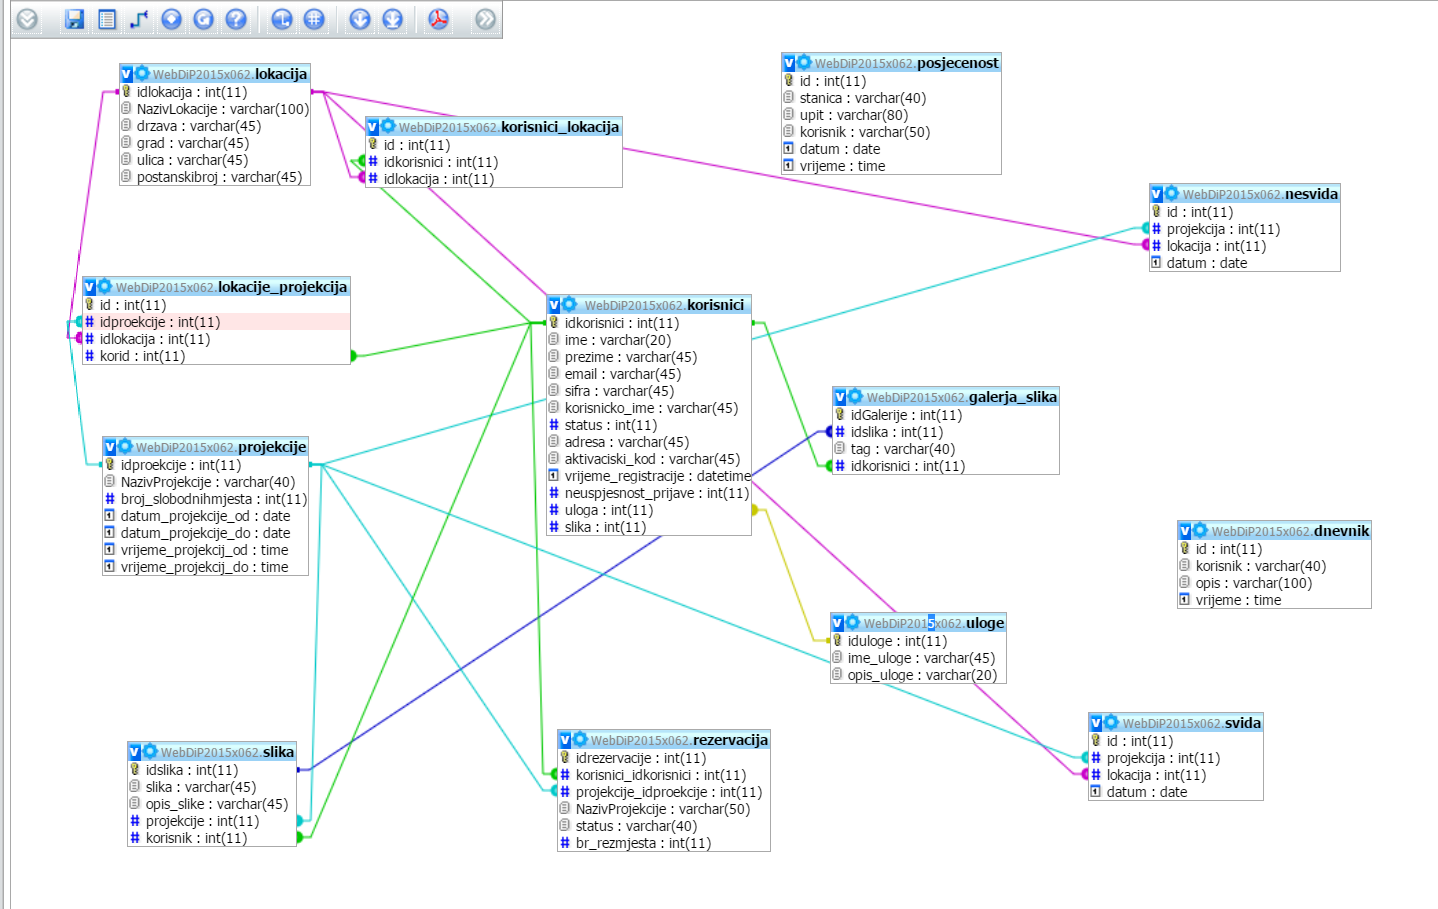 WebDiP2015x062.lokacija
idlokacija : int(11)
NazivLokacije : varchar(100)
drzava : varchar(45)
grad : varchar(45)
ulica : varchar(45)
postanskibroj : varchar(45)
WebDiP2015x062.korisnici_lokacija
id : int(11)
idkorisnici : int(11)
idlokacija : int(11)
WebDiP2015x062.posjecenost
id : int(11)
stanica : varchar(40)
upit : varchar(80)
korisnik : varchar(50)
datum : date
vrijeme : time
WebDiP2015x062.nesvida
id : int(11)
projekcija : int(11)
lokacija : int(11)
datum : date
WebDiP2015x062.lokacije_projekcija
id : int(11)
idproekcije : int(11)
idlokacija : int(11)
korid : int(11)
WebDiP2015x062.korisnici
idkorisnici : int(11)
ime : varchar(20)
prezime : varchar(45)
email : varchar(45)
sifra : varchar(45)
korisnicko_ime : varchar(45)
status : int(11)
adresa : varchar(45)
aktivaciski_kod : varchar(45)
vrijeme_registracije : datetime
neuspjesnost_prijave : int(11)
uloga : int(11)
slika : int(11)
WebDiP2015x062.galerja_slika
idGalerije : int(11)
idslika : int(11)
tag : varchar(40)
idkorisnici : int(11)
WebDiP2015x062.projekcije
idproekcije : int(11)
NazivProjekcije : varchar(40)
broj_slobodnihmjesta : int(11)
datum_projekcije_od : date
datum_projekcije_do : date
vrijeme_projekcij_od : time
vrijeme_projekcij_do : time
WebDiP2015x062.dnevnik
id : int(11)
korisnik : varchar(40)
opis : varchar(100)
vrijeme : time
WebDiP2015x062.uloge
iduloge : int(11)
ime_uloge : varchar(45)
opis_uloge : varchar(20)
WebDiP2015x062.slika
idslika : int(11)
slika : varchar(45)
opis_slike : varchar(45)
projekcije : int(11)
korisnik : int(11)
WebDiP2015x062.rezervacija
idrezervacije : int(11)
korisnici_idkorisnici : int(11)
projekcije_idproekcije : int(11)
NazivProjekcije : varchar(50)
status : varchar(40)
br_rezmjesta : int(11)
WebDiP2015x062.svida
id : int(11)
projekcija : int(11)
lokacija : int(11)
datum : date